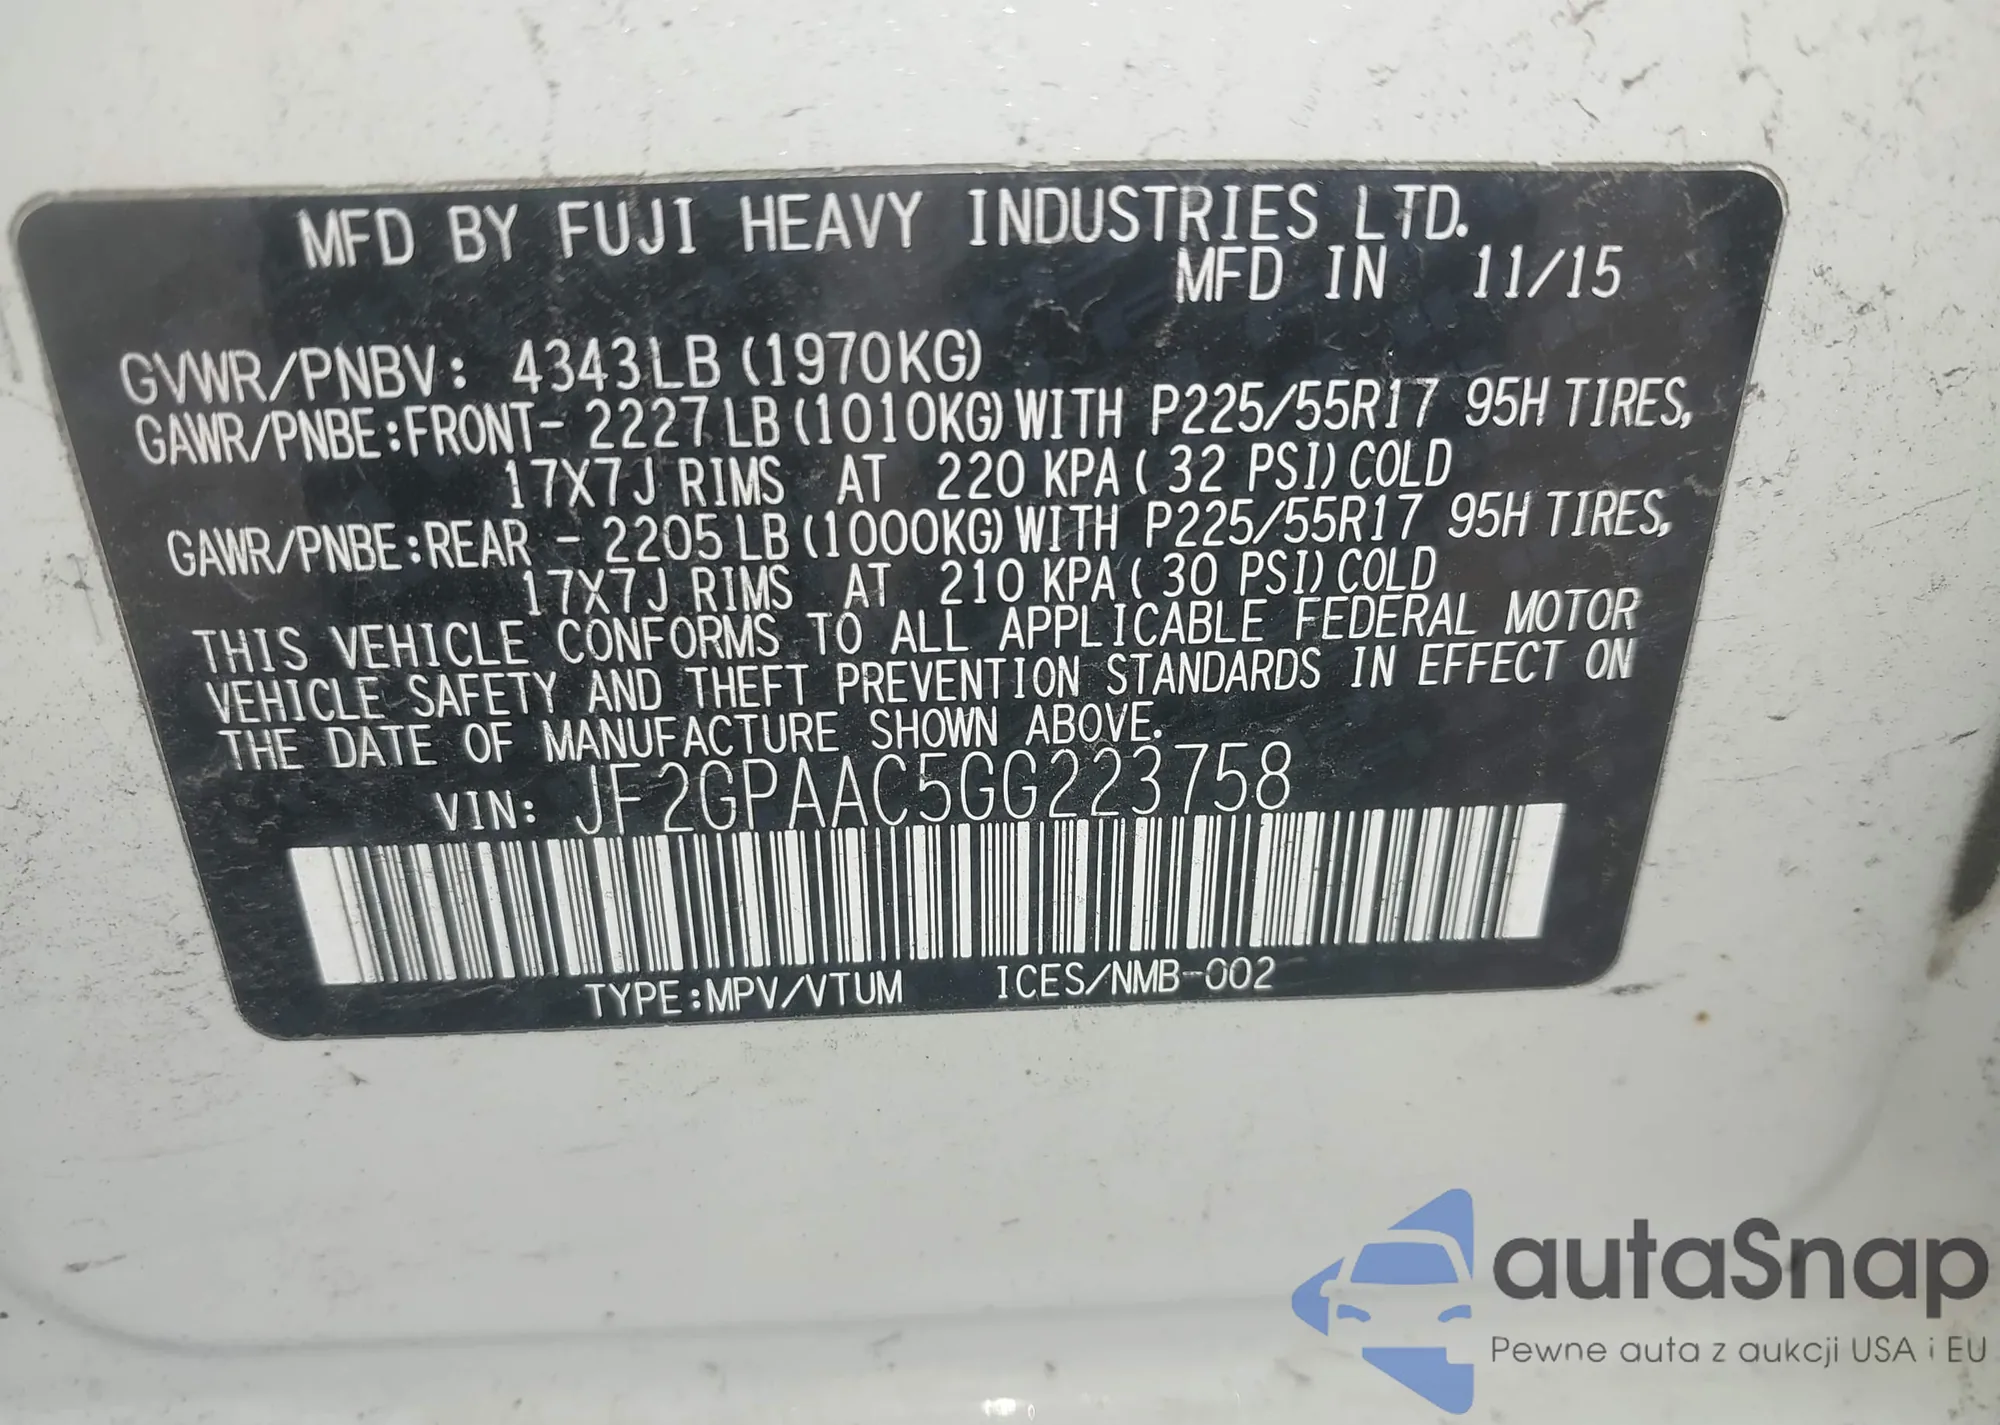 MFD BY FUJI HEAVY INDUSTRIES LTD.
MFD IN 11/15
GVWR/PNBV: 4343LB (1970KG)
GAWR/PNBE:FRONT- 2227LB (1010KG) WITH P225/55R17 95H TIRES,
17X7J RIMS AT 220 KPA ( 32 PSI) COLD
GAWR/PNBE:REAR - 2205LB (1000KG) WITH P225/55R17 95H TIRES,
17X7J RIMS AT 210 KPA ( 30 PSI) COLD
THIS VEHICLE CONFORMS TO ALL APPLICABLE FEDERAL MOTOR
VEHICLE SAFETY AND THEFT PREVENTION STANDARDS IN EFFECT ON
THE DATE OF MANUFACTURE SHOWN ABOVE.
VIN: JF2GPAAC5GG223758
TYPE:MPV/VTUM ICES/NMB-002
autaSnap
Pewne auta z aukcji USA i EU